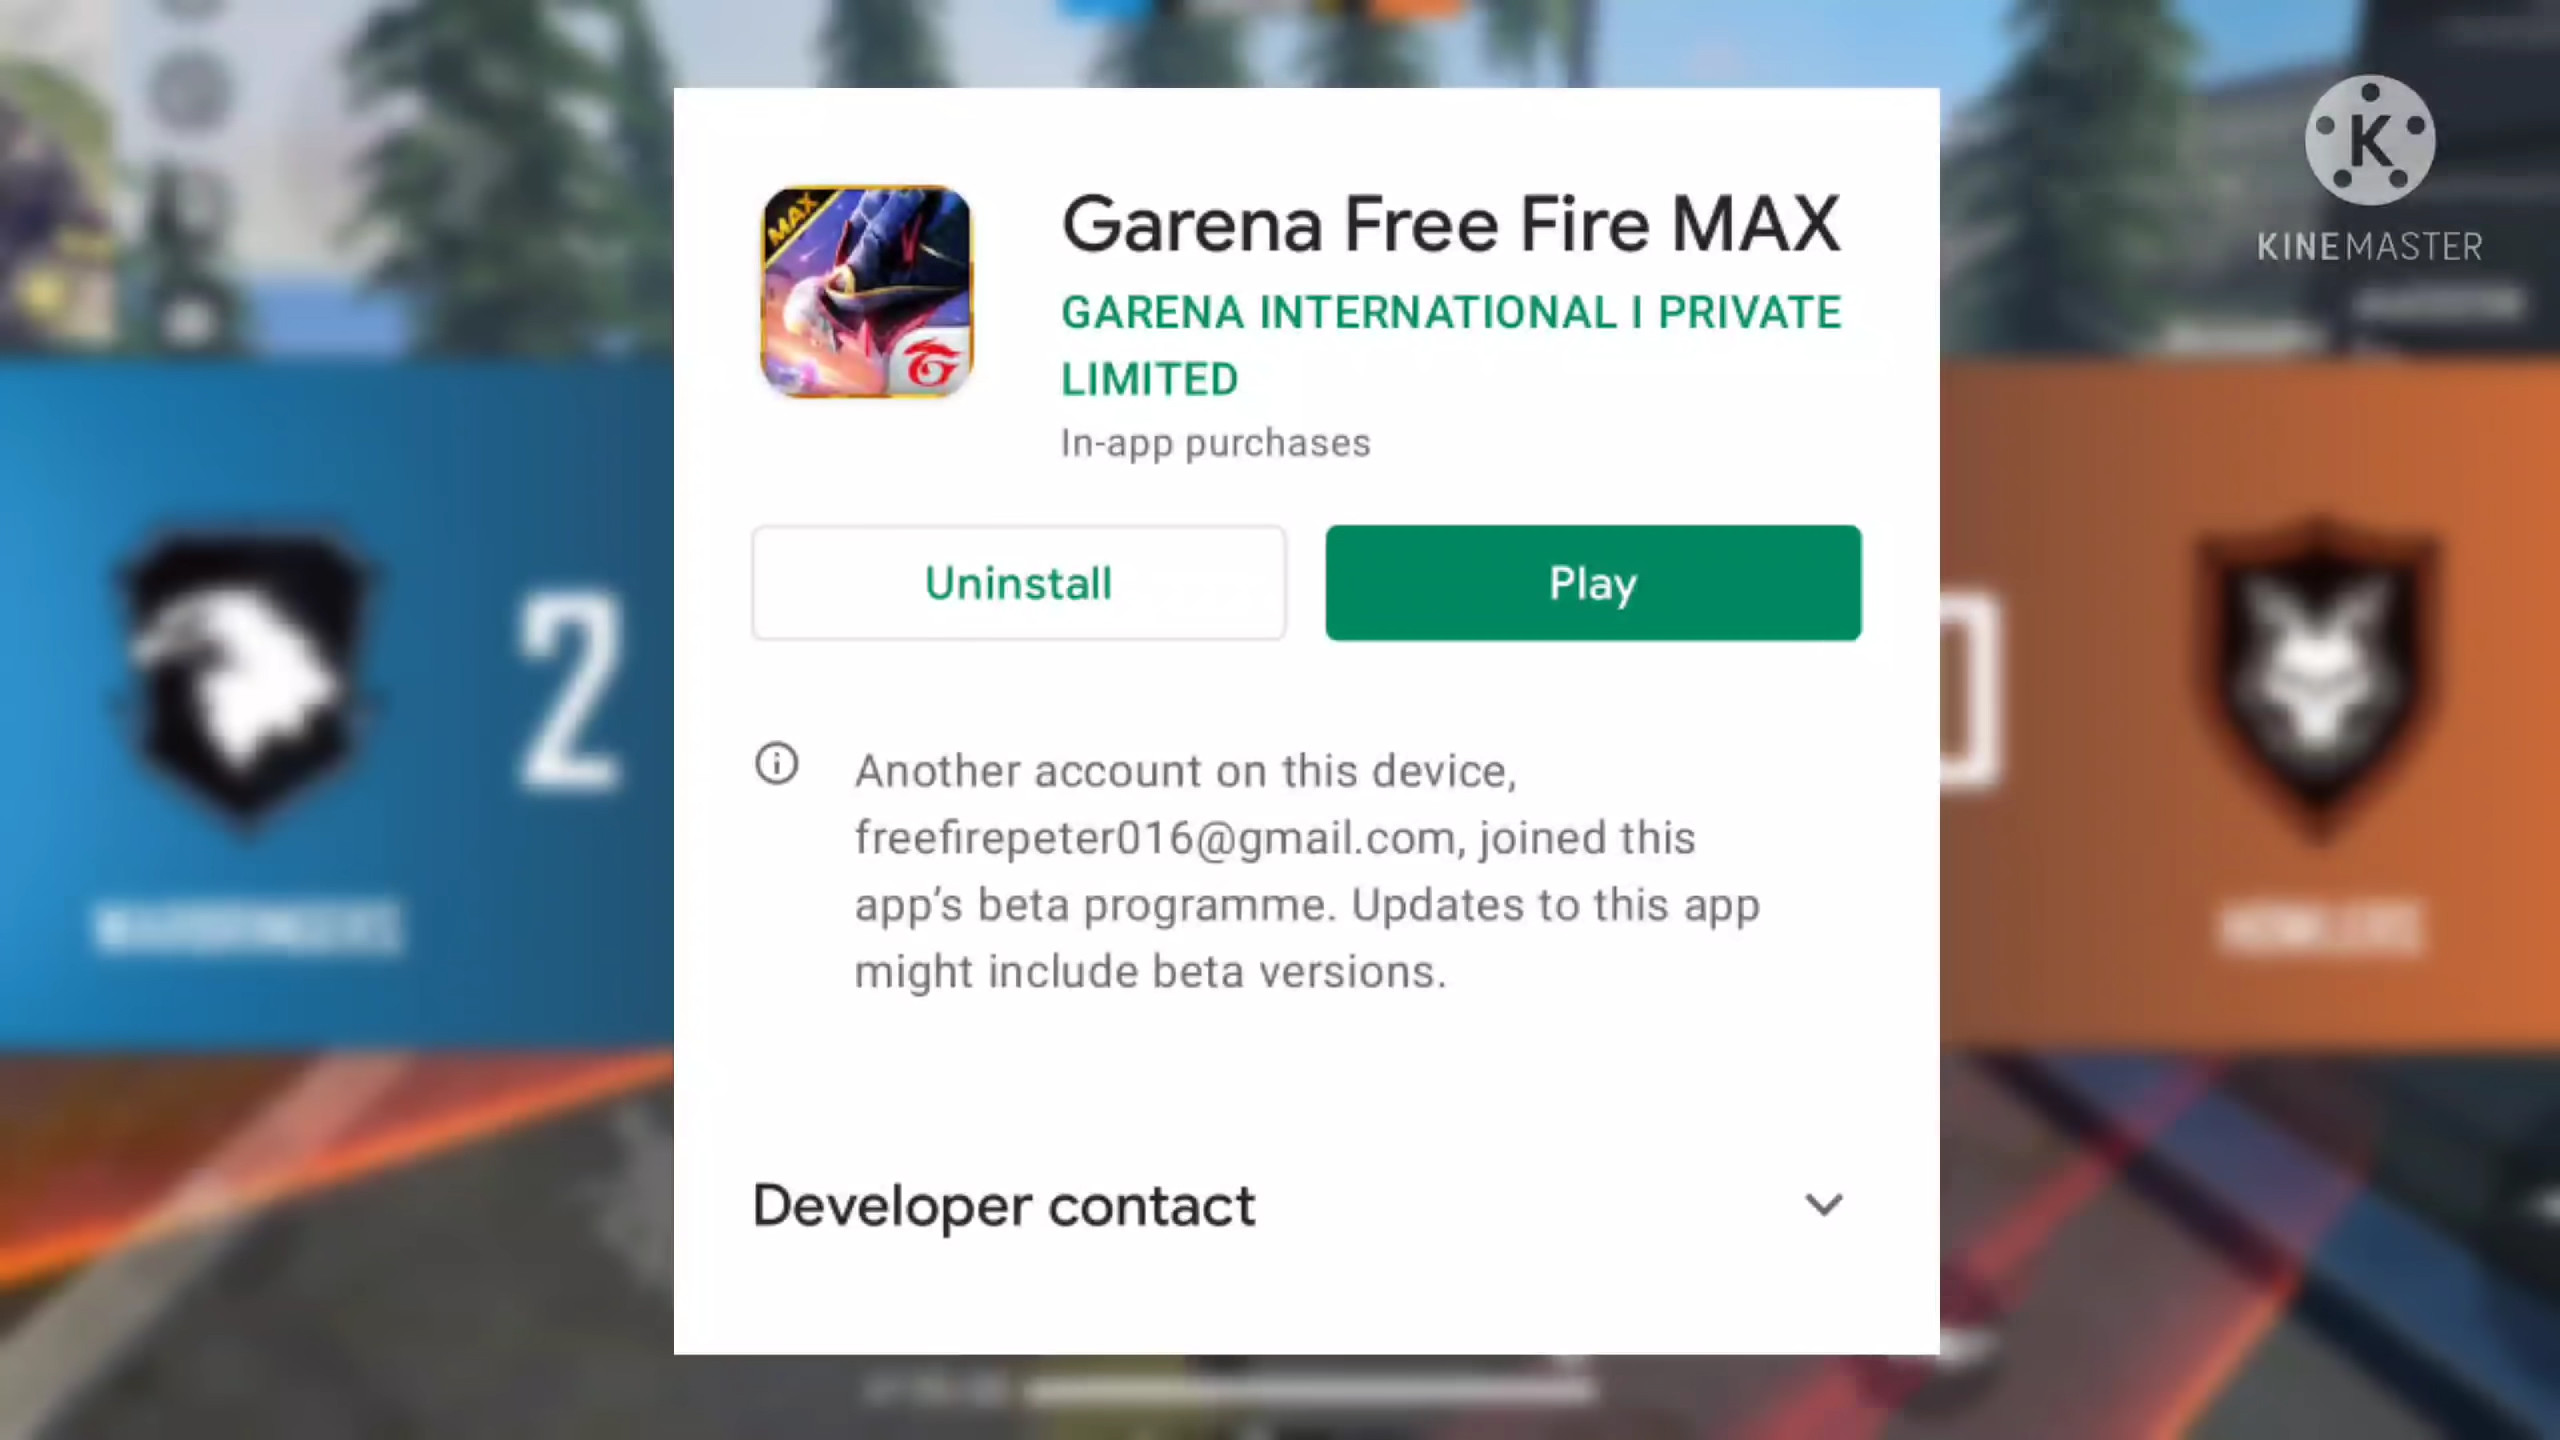 MAX
Garena Free Fire MAX
GARENA INTERNATIONAL I PRIVATE
LIMITED
In-app purchases
Uninstall
Play
Another account on this device,
freefirepeter016@gmail.com, joined this
app's beta programme. Updates to this app
might include beta versions.
Developer contact
K
KINEMASTER
2